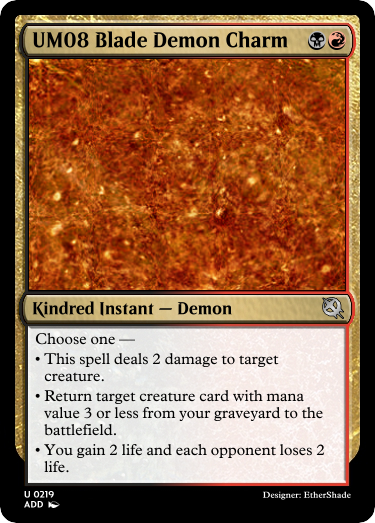 UM08 Blade Demon Charm
Kindred Instant — Demon
Choose one —
• This spell deals 2 damage to target
creature.
• Return target creature card with mana
value 3 or less from your graveyard to the
battlefield.
• You gain 2 life and each opponent loses 2
life.
U 0219
ADD
Designer: EtherShade